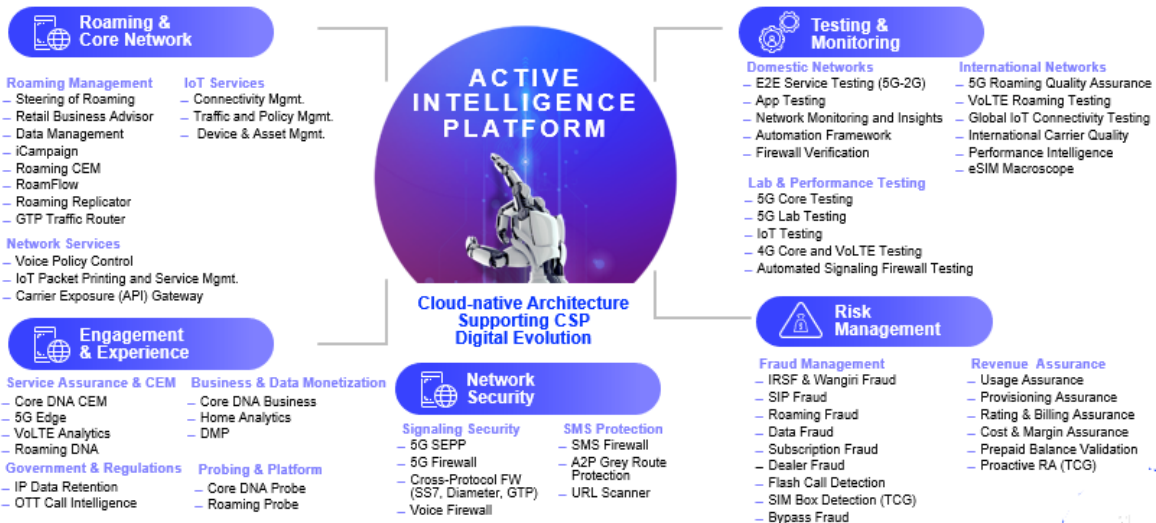 Roaming &
Core Network
Roaming Management
– Steering of Roaming
– Retail Business Advisor
– Data Management
– iCampaign
– Roaming CEM
– RoamFlow
– Roaming Replicator
– GTP Traffic Router
IoT Services
– Connectivity Mgmt.
– Traffic and Policy Mgmt.
– Device & Asset Mgmt.
Network Services
– Voice Policy Control
– IoT Packet Printing and Service Mgmt.
– Carrier Exposure (API) Gateway
ACTIVE
INTELLIGENCE
PLATFORM
Cloud-native Architecture
Supporting CSP
Digital Evolution
Testing &
Monitoring
Domestic Networks
– E2E Service Testing (5G-2G)
– App Testing
– Network Monitoring and Insights
– Automation Framework
– Firewall Verification
International Networks
– 5G Roaming Quality Assurance
– VoLTE Roaming Testing
– Global IoT Connectivity Testing
– International Carrier Quality
– Performance Intelligence
– eSIM Macroscope
Lab & Performance Testing
– 5G Core Testing
– 5G Lab Testing
– IoT Testing
– 4G Core and VoLTE Testing
– Automated Signaling Firewall Testing
Engagement
& Experience
Service Assurance & CEM
– Core DNA CEM
– 5G Edge
– VoLTE Analytics
– Roaming DNA
Business & Data Monetization
– Core DNA Business
– Home Analytics
– DMP
Government & Regulations
– IP Data Retention
– OTT Call Intelligence
Probing & Platform
– Core DNA Probe
– Roaming Probe
Network
Security
Signaling Security
– 5G SEPP
– 5G Firewall
– Cross-Protocol FW
(SS7, Diameter, GTP)
– Voice Firewall
SMS Protection
– SMS Firewall
– A2P Grey Route
Protection
– URL Scanner
Risk
Management
Fraud Management
– IRSF & Wangiri Fraud
– SIP Fraud
– Roaming Fraud
– Data Fraud
– Subscription Fraud
– Dealer Fraud
– Flash Call Detection
– SIM Box Detection (TCG)
– Bypass Fraud
Revenue Assurance
– Usage Assurance
– Provisioning Assurance
– Rating & Billing Assurance
– Cost & Margin Assurance
– Prepaid Balance Validation
– Proactive RA (TCG)